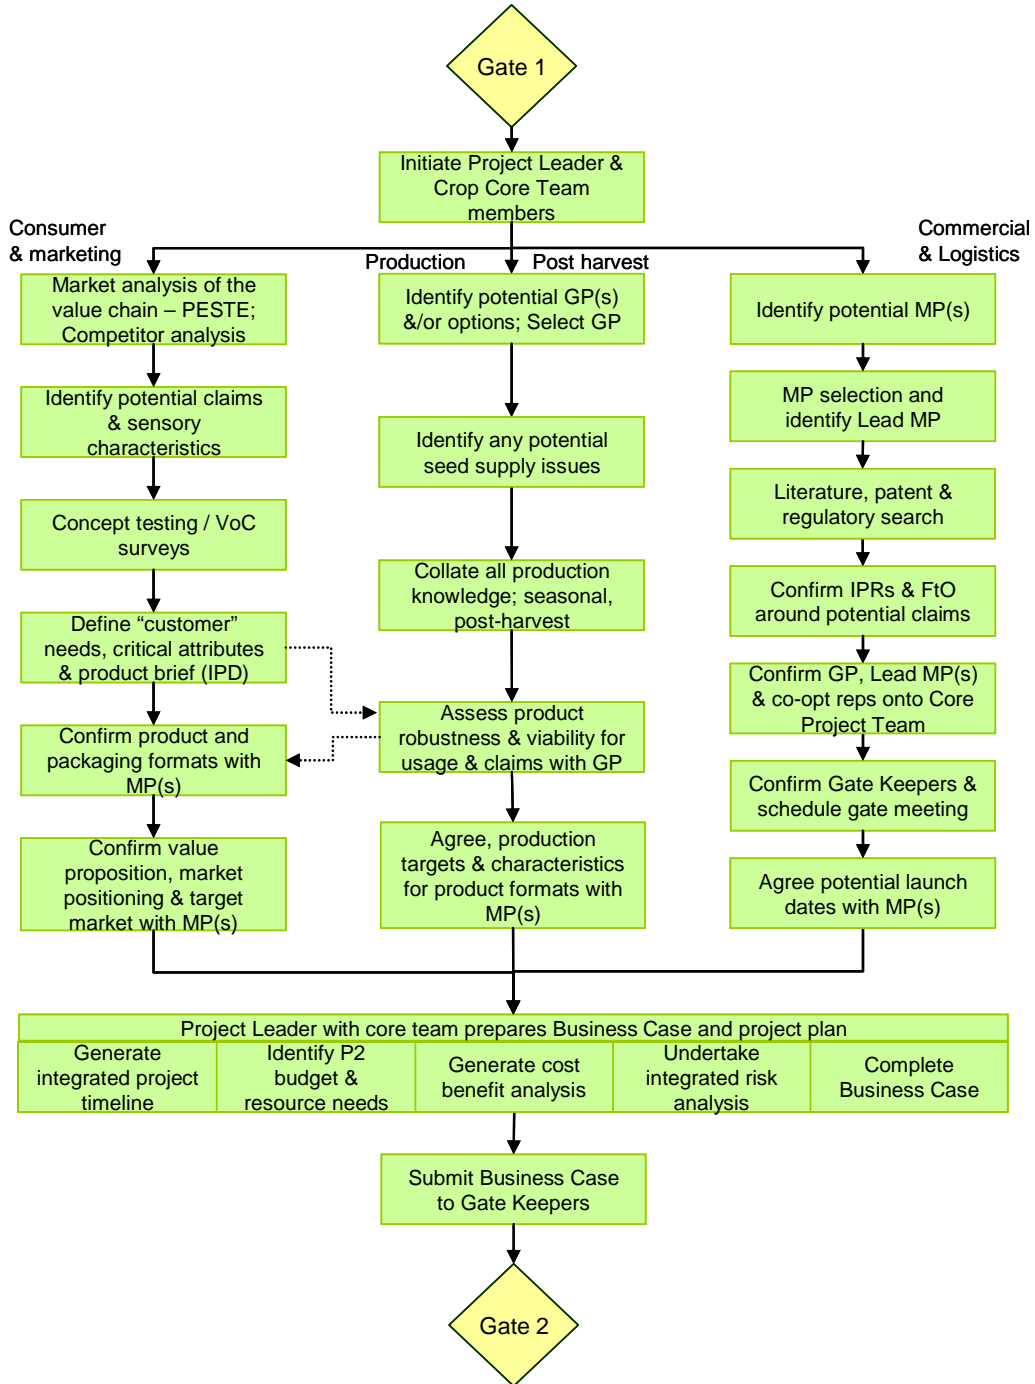 Gate 1
Initiate Project Leader &
Crop Core Team
members
Consumer
& marketing
Production
Post harvest
Commercial
& Logistics
Market analysis of the
value chain – PESTE;
Competitor analysis
Identify potential claims
& sensory
characteristics
Concept testing / VoC
surveys
Define “customer”
needs, critical attributes
& product brief (IPD)
Confirm product and
packaging formats with
MP(s)
Confirm value
proposition, market
positioning & target
market with MP(s)
Identify potential GP(s)
&/or options; Select GP
Identify any potential
seed supply issues
Collate all production
knowledge; seasonal,
post-harvest
Assess product
robustness & viability for
usage & claims with GP
Agree, production
targets & characteristics
for product formats with
MP(s)
Identify potential MP(s)
MP selection and
identify Lead MP
Literature, patent &
regulatory search
Confirm IPRs & FtO
around potential claims
Confirm GP, Lead MP(s)
& co-opt reps onto Core
Project Team
Confirm Gate Keepers &
schedule gate meeting
Agree potential launch
dates with MP(s)
Project Leader with core team prepares Business Case and project plan
Generate
integrated project
timeline
Identify P2
budget &
resource needs
Generate cost
benefit analysis
Undertake
integrated risk
analysis
Complete
Business Case
Submit Business Case
to Gate Keepers
Gate 2